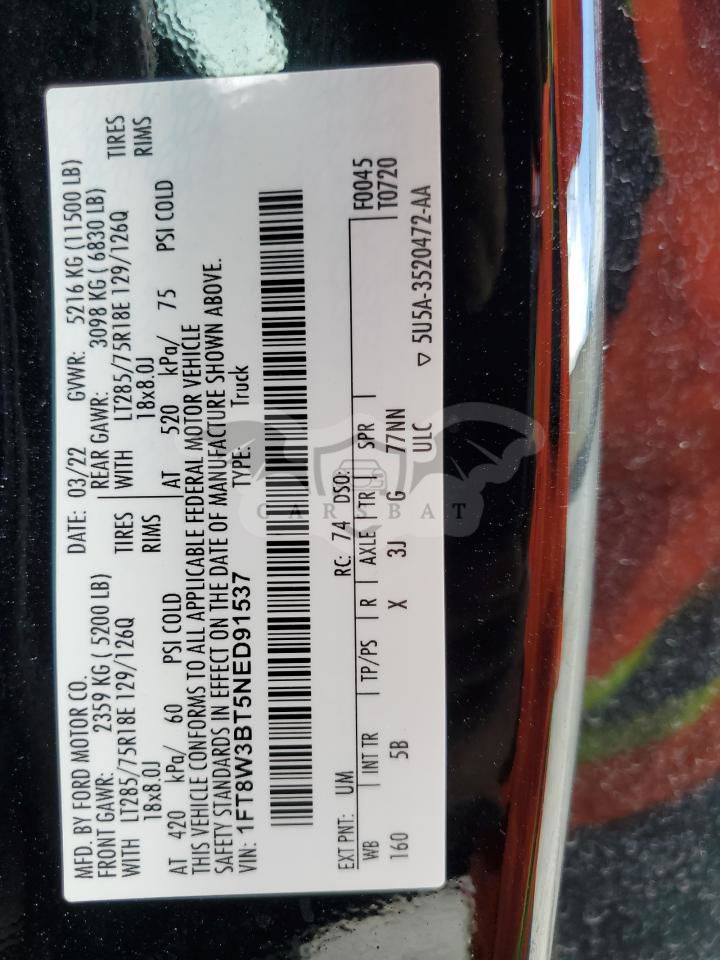 MFD. BY FORD MOTOR CO.
DATE: 03/22 GVWR: 5216 KG (11500 LB)
FRONT GAWR: 2359 KG ( 5200 LB) REAR GAWR: 3098 KG ( 6830 LB)
WITH LT285/75R18E 129/126Q TIRES WITH LT285/75R18E 129/126Q TIRES
18x8.0J RIMS 18x8.0J RIMS
AT 420 kPa/ 60 PSI COLD AT 520 kPa/ 75 PSI COLD
THIS VEHICLE CONFORMS TO ALL APPLICABLE FEDERAL MOTOR VEHICLE
SAFETY STANDARDS IN EFFECT ON THE DATE OF MANUFACTURE SHOWN ABOVE.
VIN: 1FT8W3BT5NED91537 TYPE: Truck
F0045
EXT PNT: UM RC: 74 DSO: T0720
WB INT TR TP/PS R AXLE TR SPR
160 5B X 3J G 77NN
ULC ▽ 5U5A-3520472-AA
CARSBAT